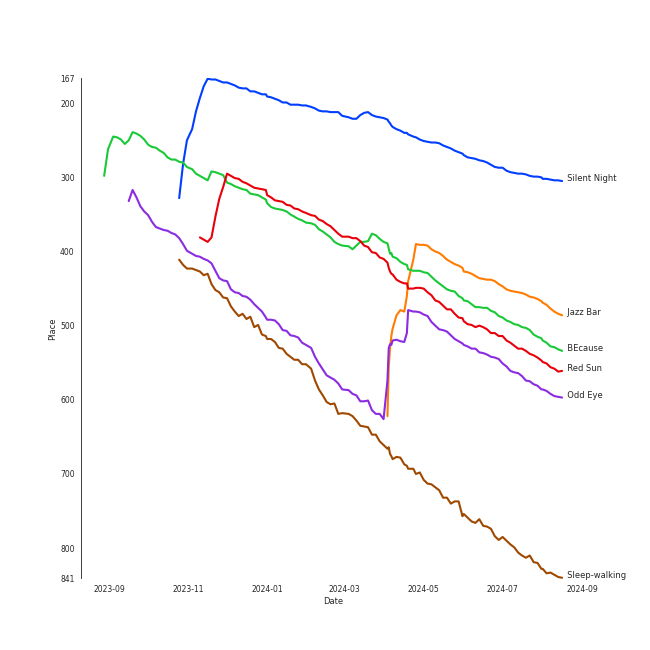 167
200
300
400
500
600
700
800
841
Place
Silent Night
Jazz Bar
BEcause
Red Sun
Odd Eye
Sleep-walking
2023-09
2023-11
2024-01
2024-03
2024-05
2024-07
2024-09
Date